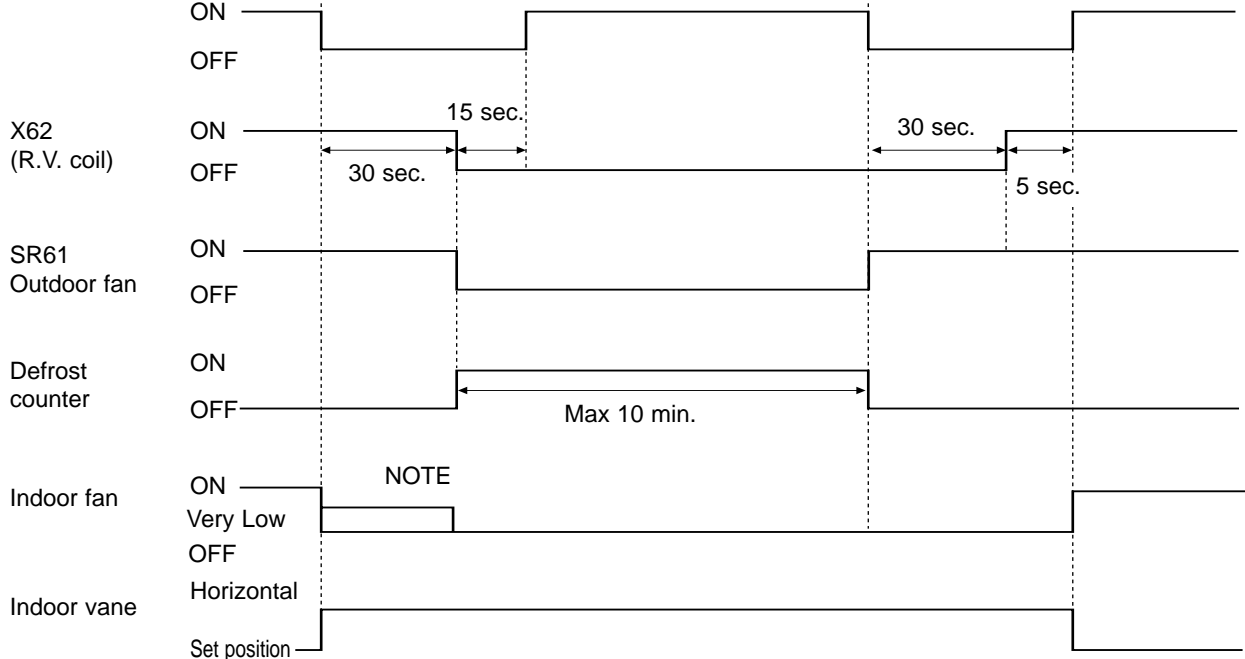 ON
OFF
15 sec.
X62
(R.V. coil)
ON
OFF
30 sec.
30 sec.
5 sec.
SR61
Outdoor fan
ON
OFF
Defrost
counter
ON
OFF
Max 10 min.
NOTE
Indoor fan
ON
Very Low
OFF
Indoor vane
Horizontal
Set position